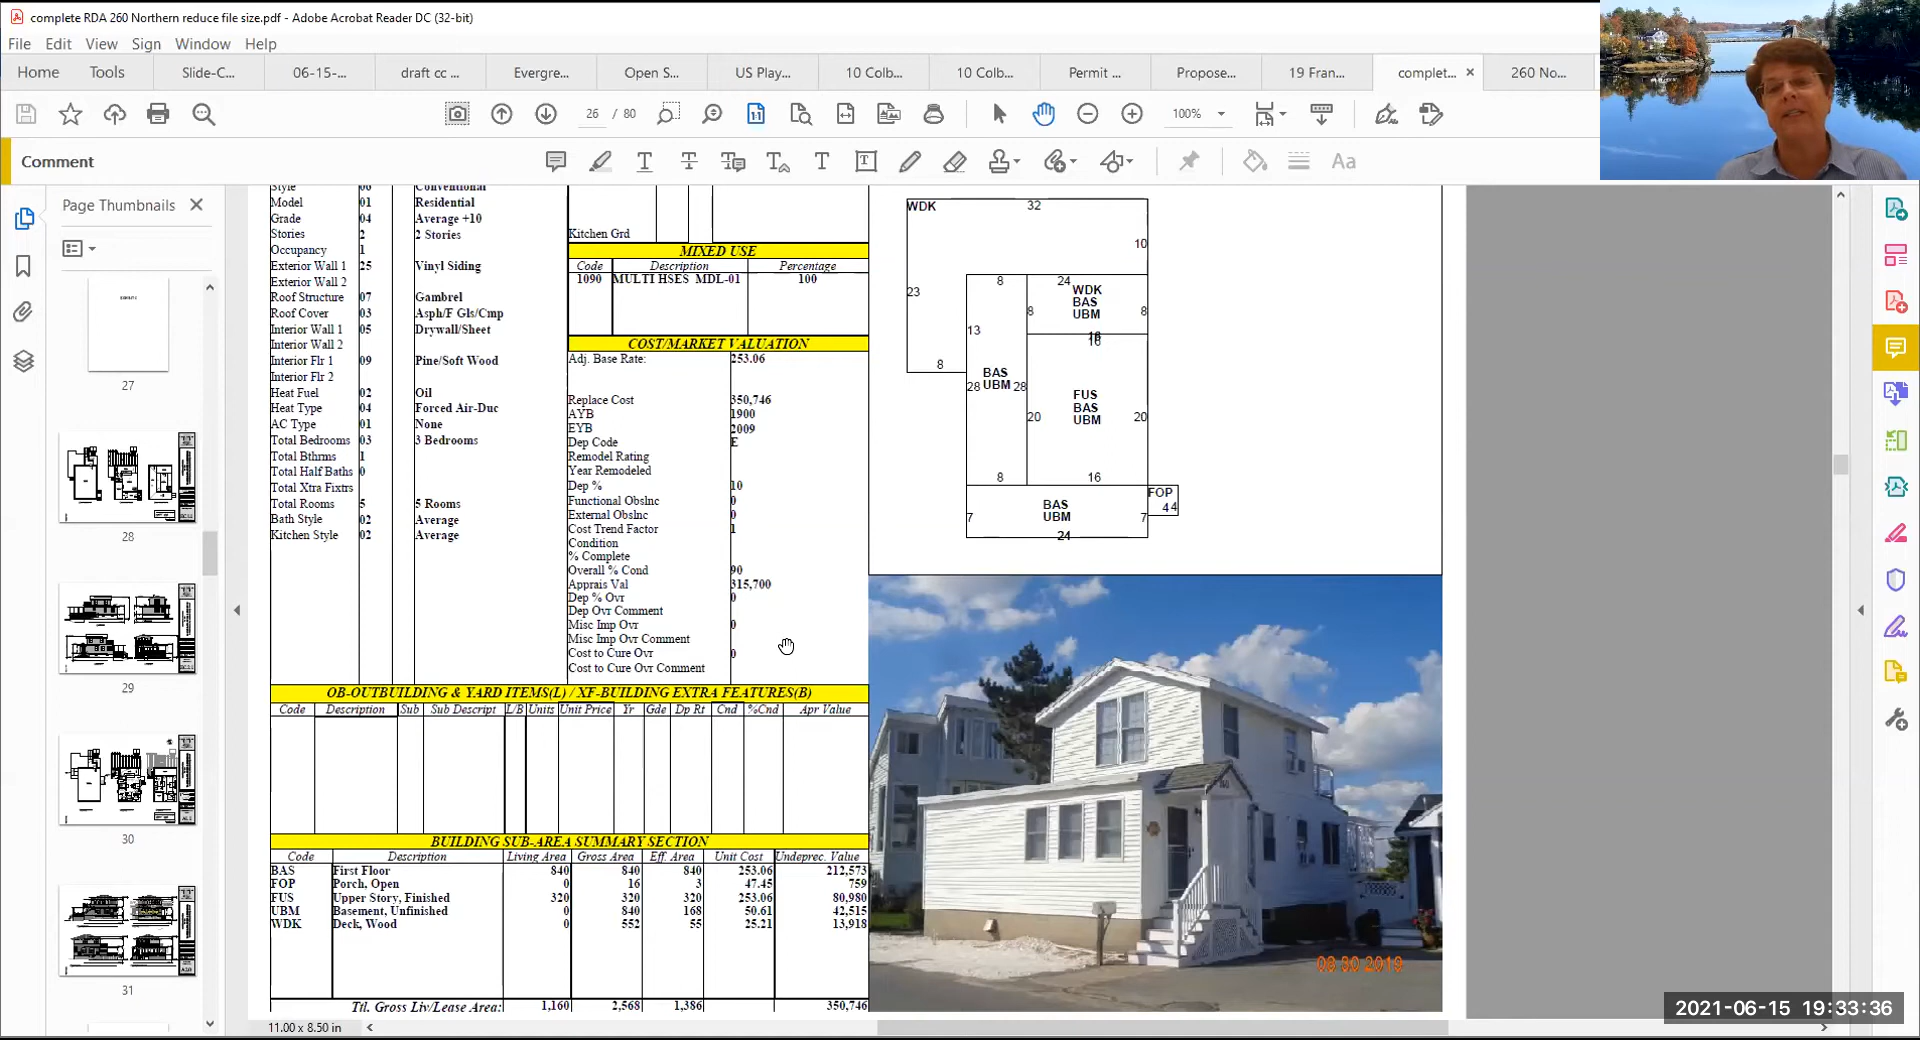 complete RDA 260 Northern reduce file size.pdf - Adobe Acrobat Reader DC (32-bit)
File Edit View Sign Window Help
Home Tools Slide-C... 06-15-... draft cc ... Evergre... Open S... US Play... 10 Colb... 10 Colb... Permit ... Propose... 19 Fran... complet... × 260 No...
26 / 80 100%
Comment
Page Thumbnails
27
28
29
30
31
Style 06 Conventional
Model 01 Residential
Grade 04 Average +10
Stories 2 2 Stories
Occupancy 1
Exterior Wall 1 25 Vinyl Siding
Exterior Wall 2
Roof Structure 07 Gambrel
Roof Cover 03 Asph/F Gls/Cmp
Interior Wall 1 05 Drywall/Sheet
Interior Wall 2
Interior Flr 1 09 Pine/Soft Wood
Interior Flr 2
Heat Fuel 02 Oil
Heat Type 04 Forced Air-Duc
AC Type 01 None
Total Bedrooms 03 3 Bedrooms
Total Bthrms 1
Total Half Baths 0
Total Xtra Fixtrs
Total Rooms 5 5 Rooms
Bath Style 02 Average
Kitchen Style 02 Average
Kitchen Grd
MIXED USE
Code Description Percentage
1090 MULTI HSES MDL-01 100
COST/MARKET VALUATION
Adj. Base Rate: 253.06
Replace Cost 350,746
AYB 1900
EYB 2009
Dep Code E
Remodel Rating
Year Remodeled
Dep % 10
Functional Obslnc 0
External Obslnc 0
Cost Trend Factor 1
Condition
% Complete
Overall % Cond 90
Apprais Val 315,700
Dep % Ovr 0
Dep Ovr Comment
Misc Imp Ovr 0
Misc Imp Ovr Comment
Cost to Cure Ovr 0
Cost to Cure Ovr Comment
WDK 32
10
23
8 24
WDK
BAS
UBM
8 8
13
16
16
8
BAS
UBM
28 28
FUS
BAS
UBM
20 20
8 16
FOP
4 4
BAS
UBM
7 7
24
OB-OUTBUILDING & YARD ITEMS(L) / XF-BUILDING EXTRA FEATURES(B)
Code Description Sub Sub Descript L/B Units Unit Price Yr Gde Dp Rt Cnd %Cnd Apr Value
BUILDING SUB-AREA SUMMARY SECTION
Code Description Living Area Gross Area Eff. Area Unit Cost Undeprec. Value
BAS First Floor 840 840 840 253.06 212,573
FOP Porch, Open 0 16 3 47.45 759
FUS Upper Story, Finished 320 320 320 253.06 80,980
UBM Basement, Unfinished 0 840 168 50.61 42,515
WDK Deck, Wood 0 552 55 25.21 13,918
Ttl. Gross Liv/Lease Area: 1,160 2,568 1,386 350,746
08 30 2019
11.00 x 8.50 in
2021-06-15 19:33:36